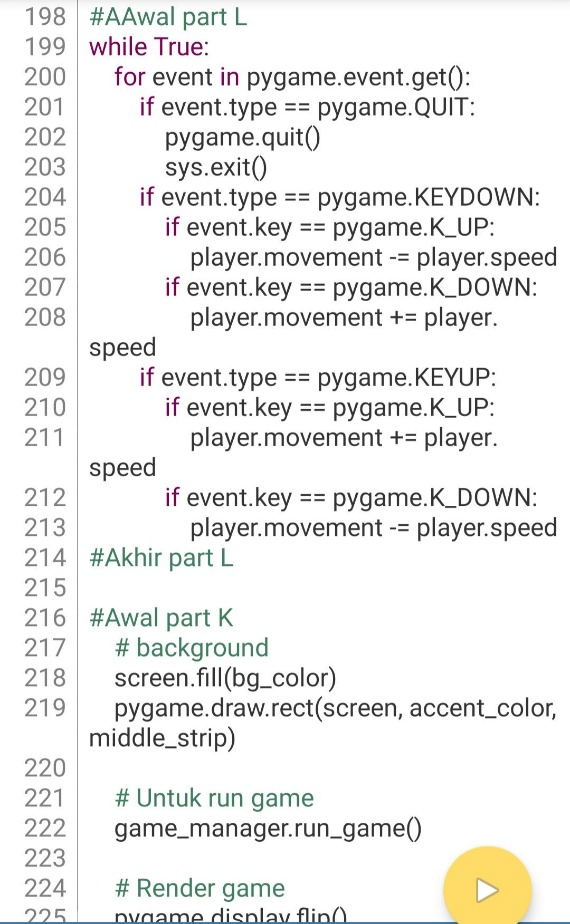 198 #AAwal part L
199 while True:
200 for event in pygame.event.get():
201 if event.type == pygame.QUIT:
202 pygame.quit()
203 sys.exit()
204 if event.type == pygame.KEYDOWN:
205 if event.key == pygame.K_UP:
206 player.movement -= player.speed
207 if event.key == pygame.K_DOWN:
208 player.movement += player.
speed
209 if event.type == pygame.KEYUP:
210 if event.key == pygame.K_UP:
211 player.movement += player.
speed
212 if event.key == pygame.K_DOWN:
213 player.movement -= player.speed
214 #Akhir part L
215
216 #Awal part K
217 # background
218 screen.fill(bg_color)
219 pygame.draw.rect(screen, accent_color,
middle_strip)
220
221 # Untuk run game
222 game_manager.run_game()
223
224 # Render game
225 pygame.display.flip()